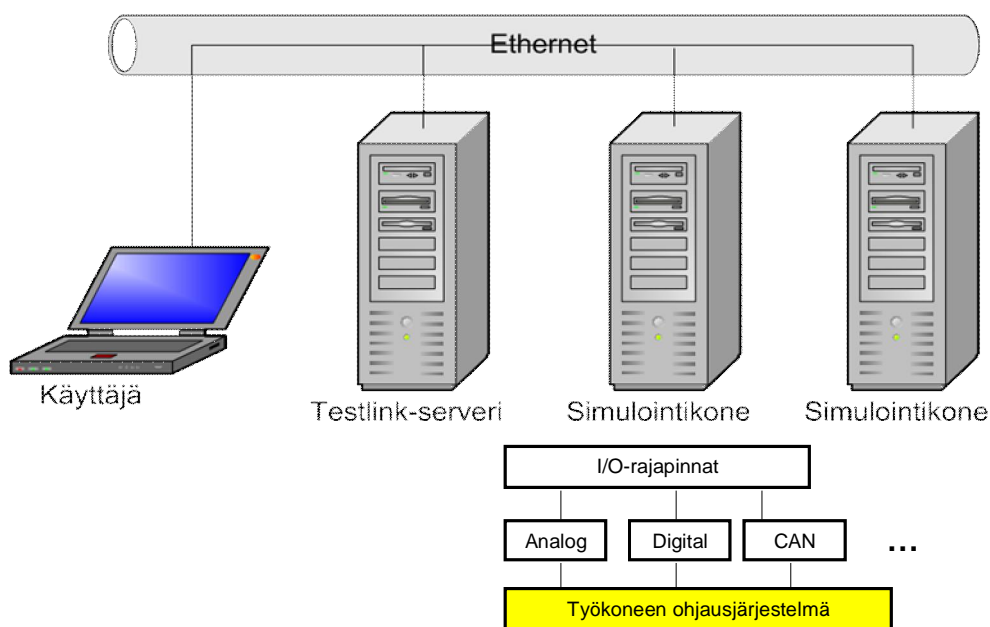 Ethernet
Käyttäjä
Testlink-serveri
Simulointikone
Simulointikone
I/O-rajapinnat
Analog
Digital
CAN
...
Työkoneen ohjausjärjestelmä